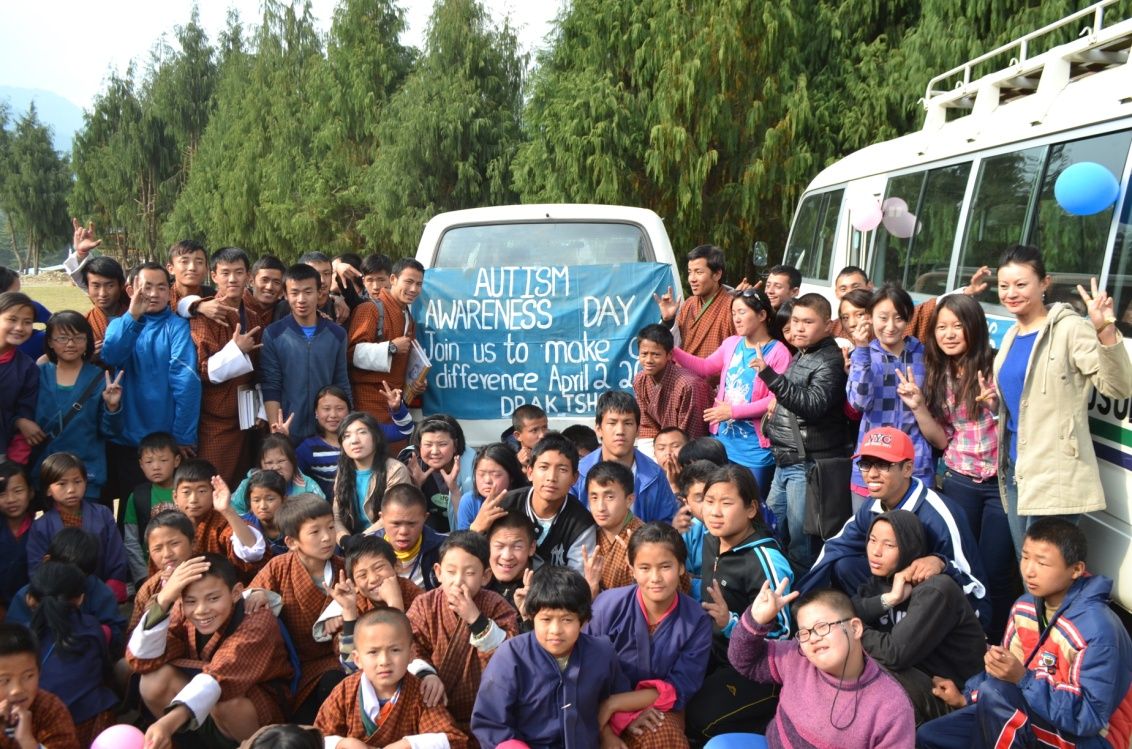 AUTISM
AWARENESS DAY
Join us to make a
difference April 2
DRAKTSH
NYC